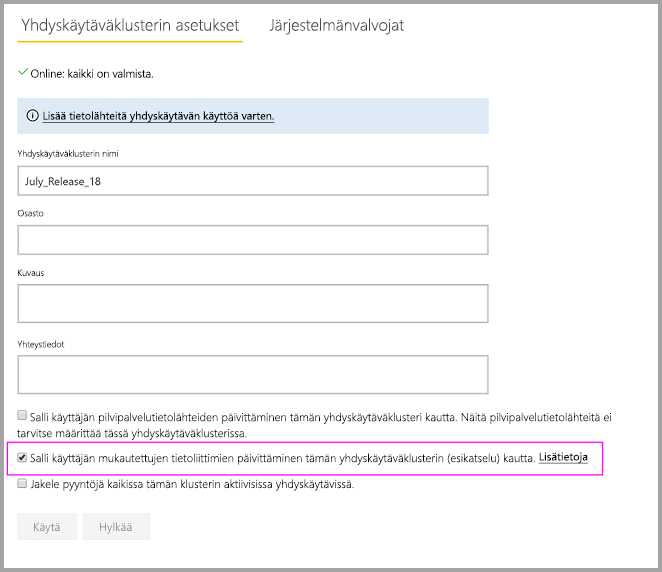 Yhdyskäytäväklusterin asetukset Järjestelmänvalvojat
Online: kaikki on valmista.
Lisää tietolähteitä yhdyskäytävän käyttöä varten.
Yhdyskäytäväklusterin nimi
July_Release_18
Osasto
Kuvaus
Yhteystiedot
Salli käyttäjän pilvipalvelutietolähteiden päivittäminen tämän yhdyskäytäväklusteri kautta. Näitä pilvipalvelutietolähteitä ei
tarvitse määrittää tässä yhdyskäytäväklusterissa.
Salli käyttäjän mukautettujen tietoliittimien päivittäminen tämän yhdyskäytäväklusterin (esikatselu) kautta. Lisätietoja
Jakele pyyntöjä kaikissa tämän klusterin aktiivisissa yhdyskäytävissä.
Käytä Hylkää